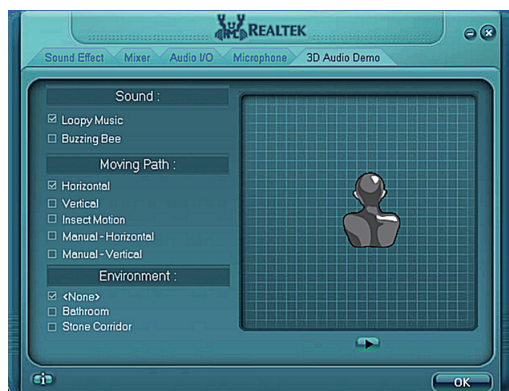 REALTEK
Sound Effect Mixer Audio I/O Microphone 3D Audio Demo
Sound :
Loopy Music
Buzzing Bee
Moving Path :
Horizontal
Vertical
Insect Motion
Manual - Horizontal
Manual - Vertical
Environment :
<None>
Bathroom
Stone Corridor
i
OK